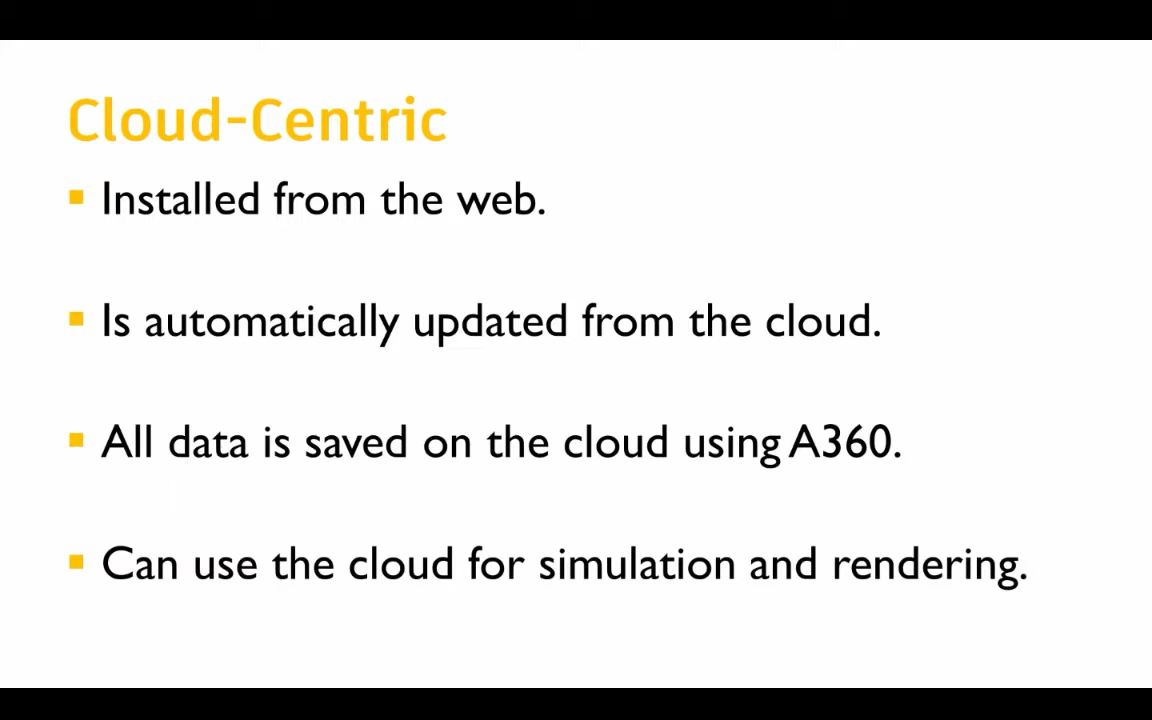 Cloud-Centric
▪ Installed from the web.
▪ Is automatically updated from the cloud.
▪ All data is saved on the cloud using A360.
▪ Can use the cloud for simulation and rendering.